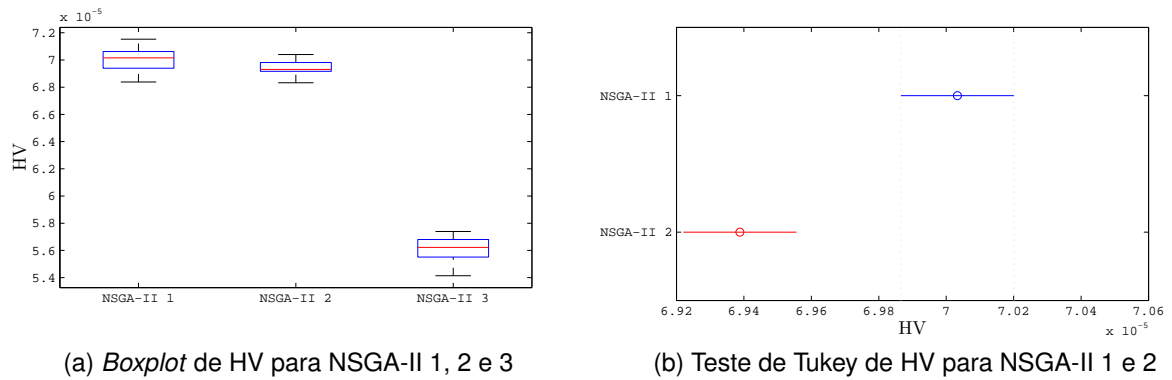 x 10^-5
7.2
7
6.8
6.6
6.4
6.2
6
5.8
5.6
5.4
HV
NSGA-II 1
NSGA-II 2
NSGA-II 3
(a) Boxplot de HV para NSGA-II 1, 2 e 3
NSGA-II 1
NSGA-II 2
6.92
6.94
6.96
6.98
7
7.02
7.04
7.06
HV
x 10^-5
(b) Teste de Tukey de HV para NSGA-II 1 e 2